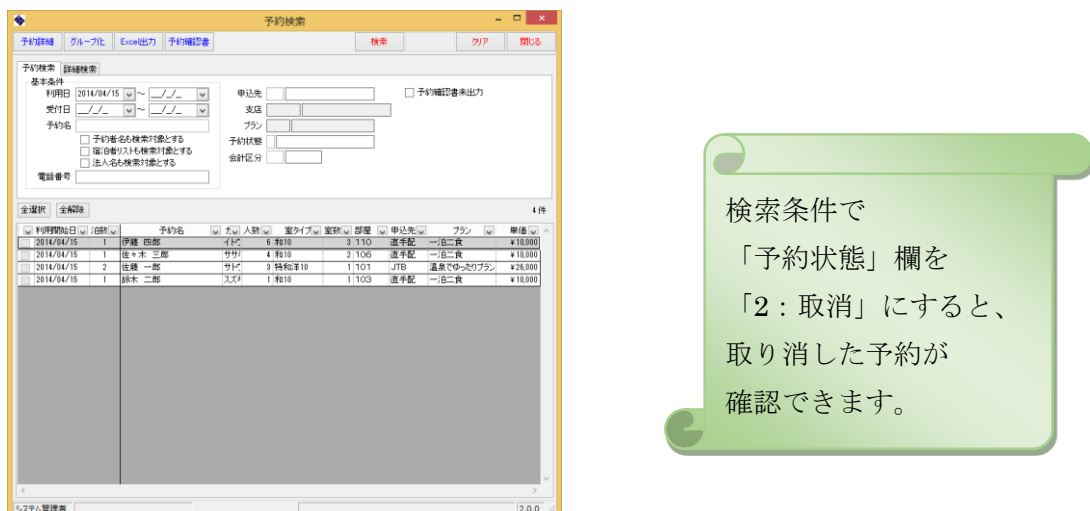 予約検索
予約詳細 グループ化 Excel出力 予約確認書 検索 クリア 閉じる
予約検索 詳細検索
基本条件
利用日 2014/04/15 ～ __/_/_ 申込先 予約確認書未出力
受付日 __/_/_ ～ __/_/_ 支店
予約名 プラン
予約者名も検索対象とする 予約状態
宿泊者リストも検索対象とする 会計区分
法人名も検索対象とする
電話番号
全選択 全解除 4 件
利用開始日 泊数 予約名 カ 人数 室タイプ 室数 部屋 申込先 プラン 単価
2014/04/15 1 伊藤 四郎 イト 6 和10 3 110 直手配 一泊二食 ¥10,000
2014/04/15 1 佐々木 三郎 ササ 4 和10 2 106 直手配 一泊二食 ¥10,000
2014/04/15 2 佐藤 一郎 サト 3 特和洋10 1 101 JTB 温泉でゆったりプラン ¥26,000
2014/04/15 1 鈴木 二郎 スズ 1 和10 1 103 直手配 一泊二食 ¥10,000
システム管理者 2.0.0
検索条件で
「予約状態」欄を
「2：取消」にすると、
取り消した予約が
確認できます。